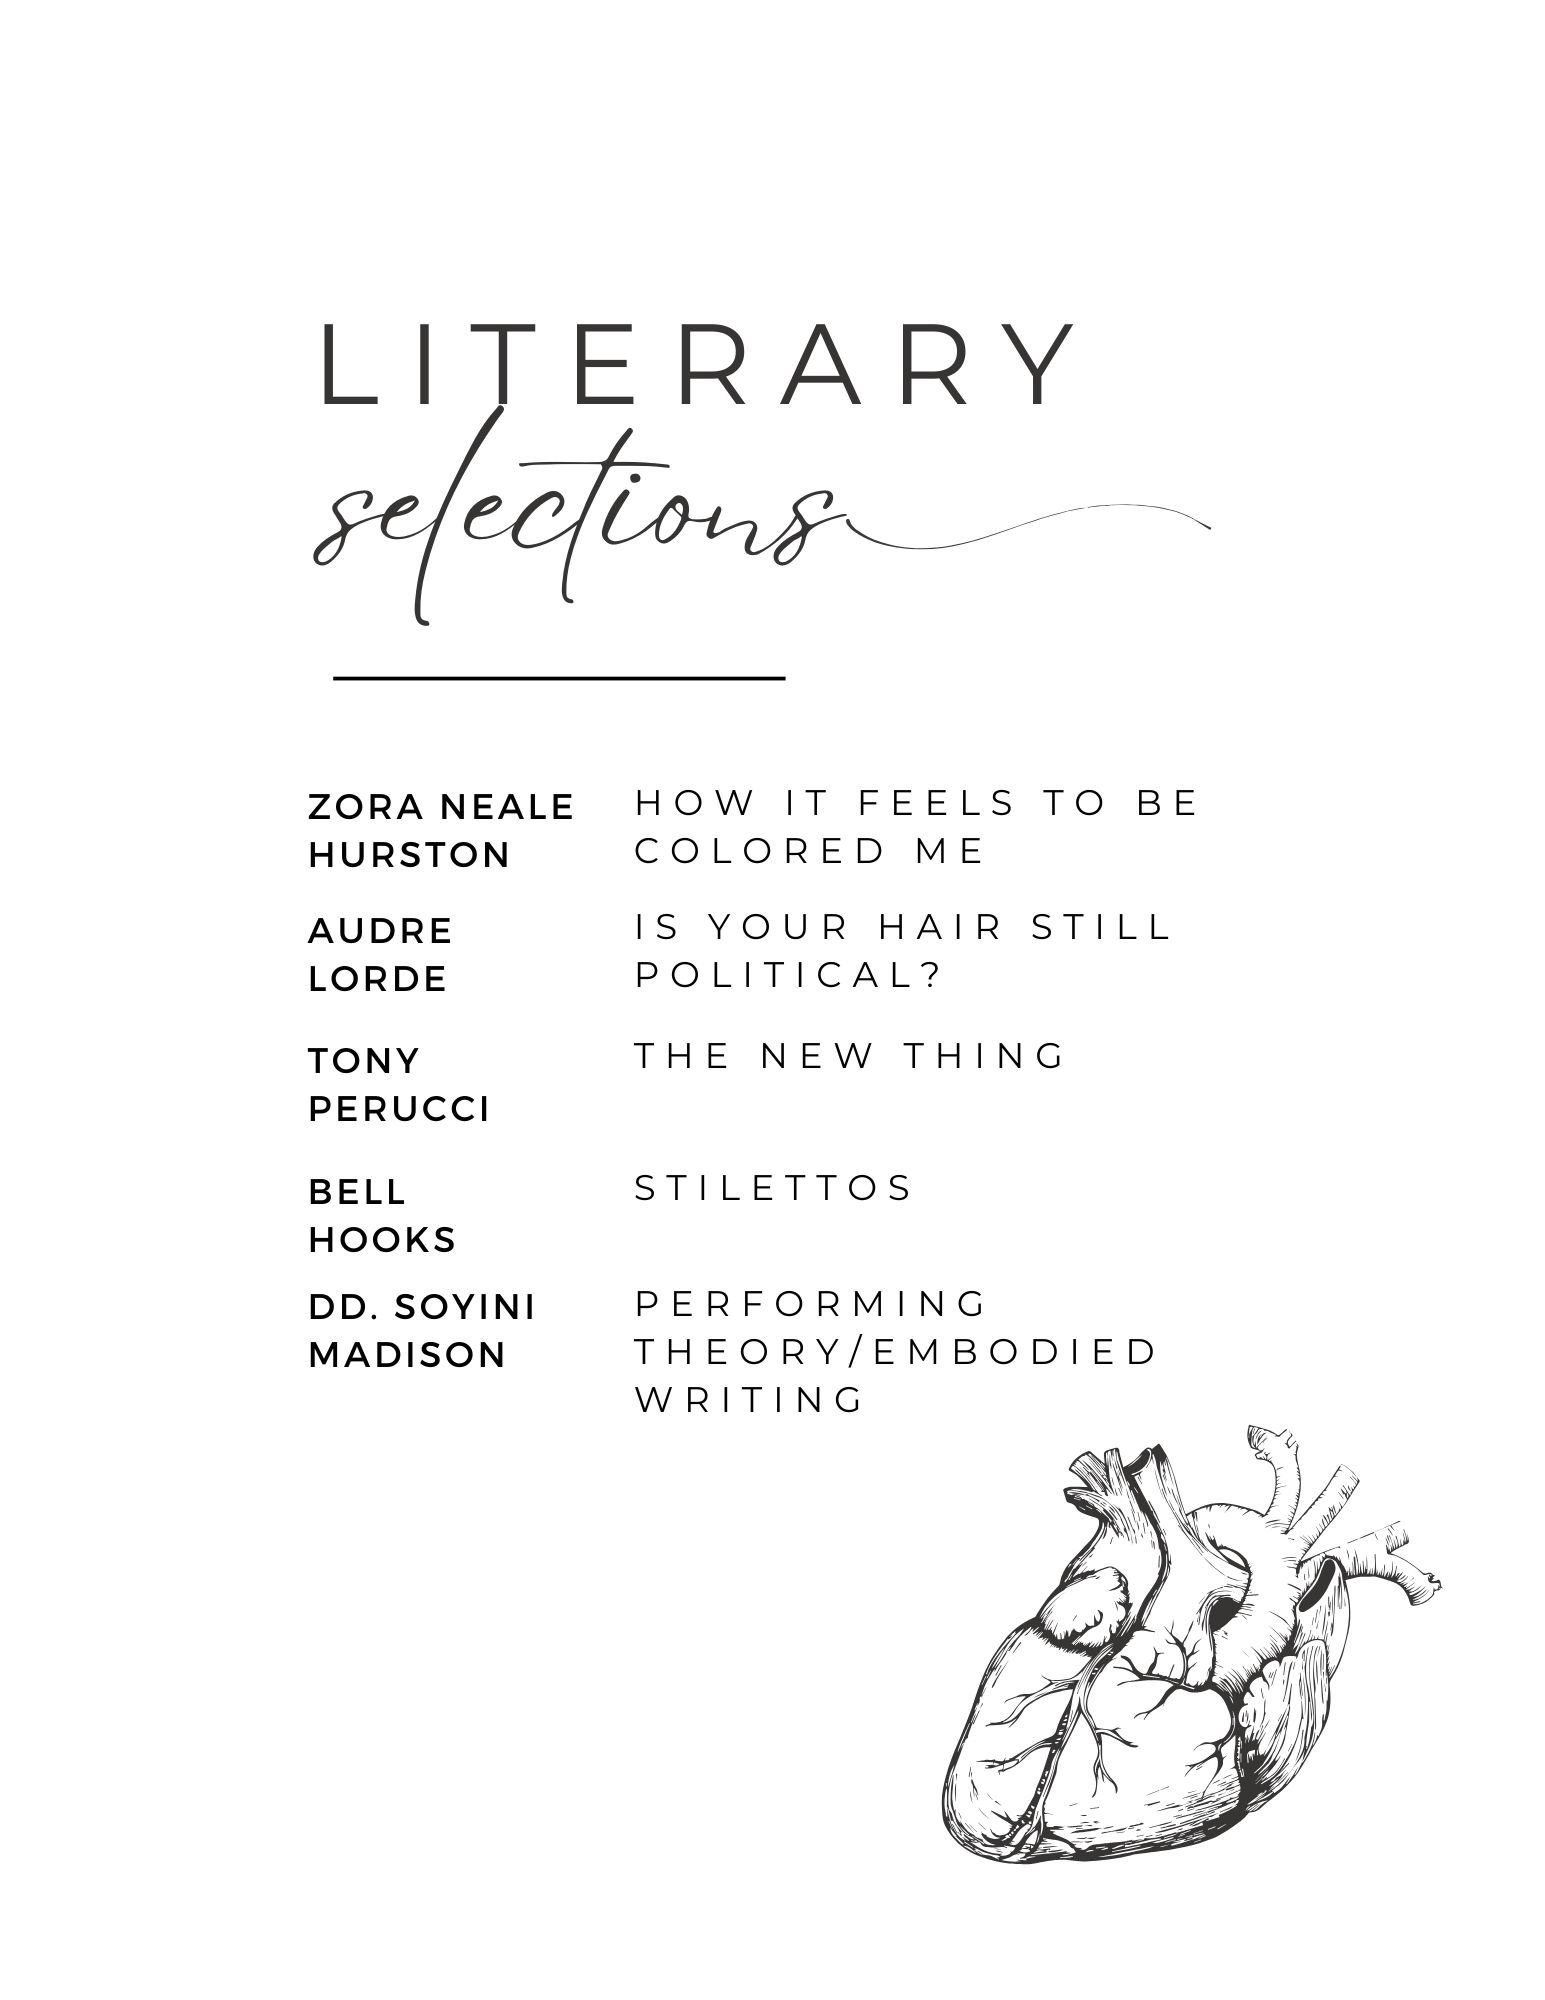 LITERARY
selections
ZORA NEALE
HURSTON
HOW IT FEELS TO BE
COLORED ME
AUDRE
LORDE
IS YOUR HAIR STILL
POLITICAL?
TONY
PERUCCI
THE NEW THING
BELL
HOOKS
STILETTOS
DD. SOYINI
MADISON
PERFORMING
THEORY/EMBODIED
WRITING